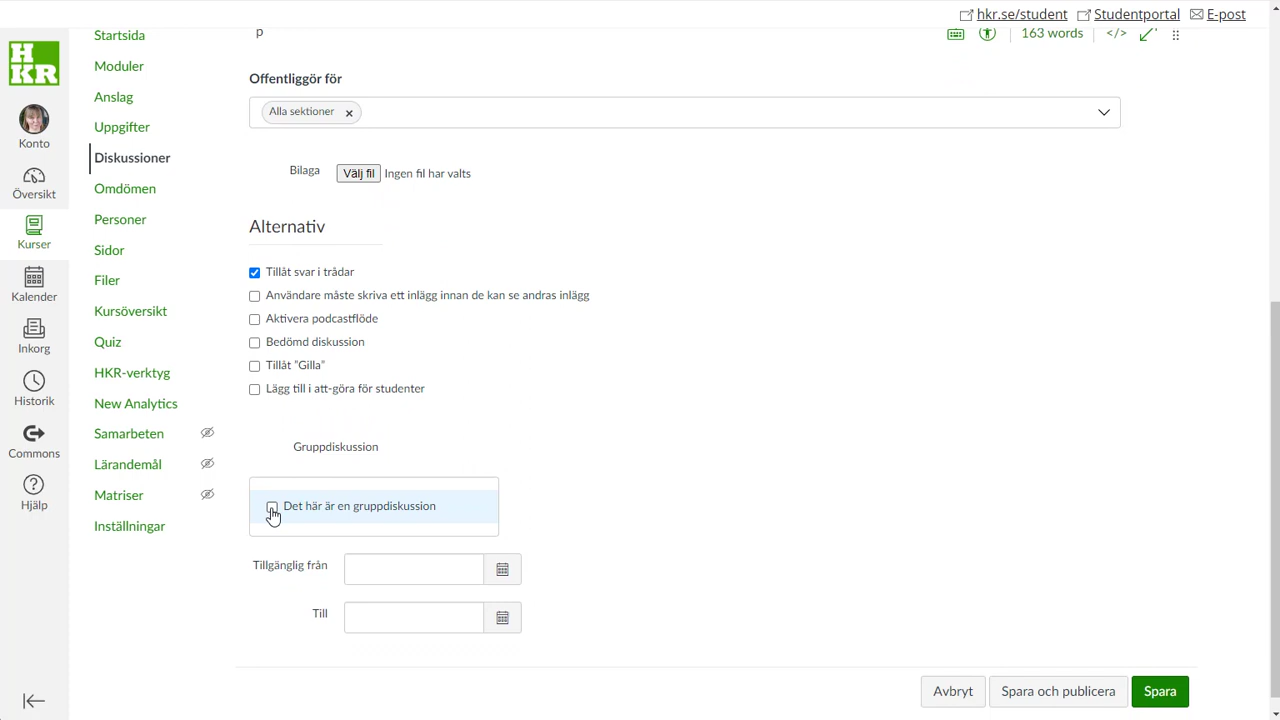 hkr.se/student Studentportal E-post
HKR
Konto
Översikt
Kurser
Kalender
Inkorg
Historik
Commons
Hjälp
Startsida
Moduler
Anslag
Uppgifter
Diskussioner
Omdömen
Personer
Sidor
Filer
Kursöversikt
Quiz
HKR-verktyg
New Analytics
Samarbeten
Lärandemål
Matriser
Inställningar
p 163 words </>
Offentliggör för
Alla sektioner ×
Bilaga Välj fil Ingen fil har valts
Alternativ
Tillåt svar i trådar
Användare måste skriva ett inlägg innan de kan se andras inlägg
Aktivera podcastflöde
Bedömd diskussion
Tillåt "Gilla"
Lägg till i att-göra för studenter
Gruppdiskussion
Det här är en gruppdiskussion
Tillgänglig från
Till
Avbryt Spara och publicera Spara